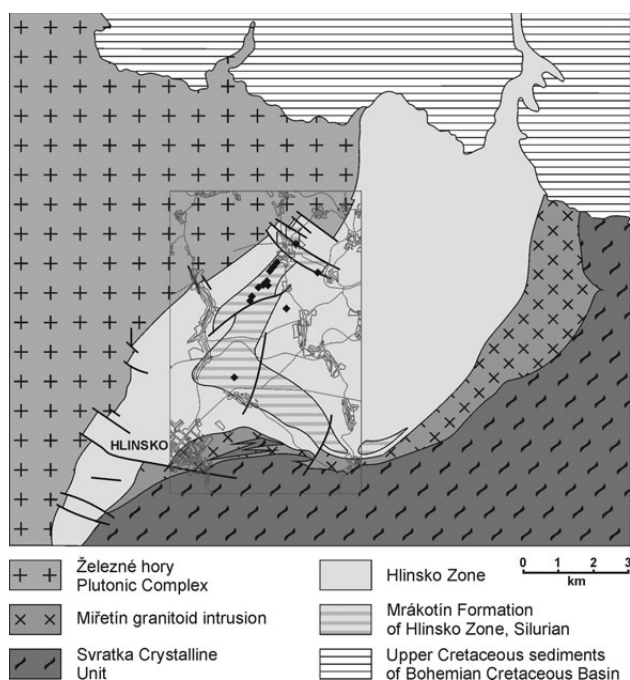 HLINSKO
Železné hory
Plutonic Complex
Miřetín granitoid intrusion
Svratka Crystalline
Unit
Hlinsko Zone
0 1 2 3
km
Mrákotín Formation
of Hlinsko Zone, Silurian
Upper Cretaceous sediments
of Bohemian Cretaceous Basin